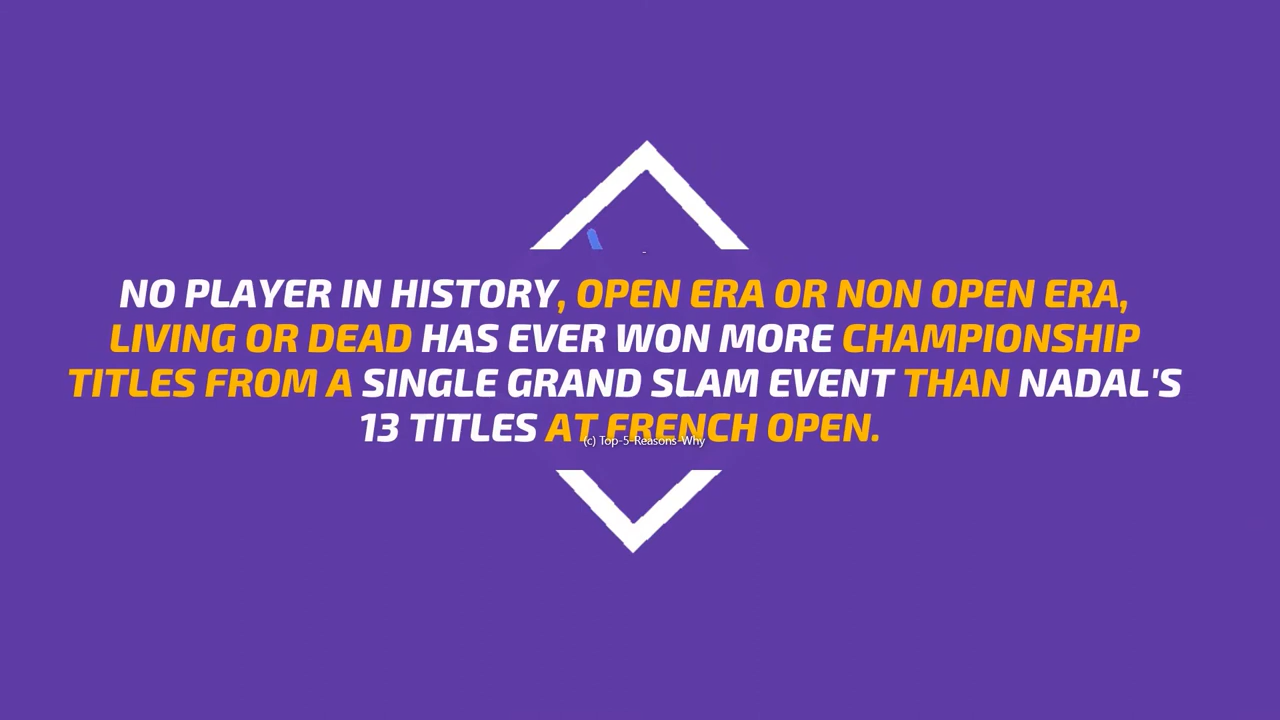 NO PLAYER IN HISTORY, OPEN ERA OR NON OPEN ERA,
LIVING OR DEAD HAS EVER WON MORE CHAMPIONSHIP
TITLES FROM A SINGLE GRAND SLAM EVENT THAN NADAL'S
13 TITLES AT FRENCH OPEN.
(c) Top-5-Reasons-Why